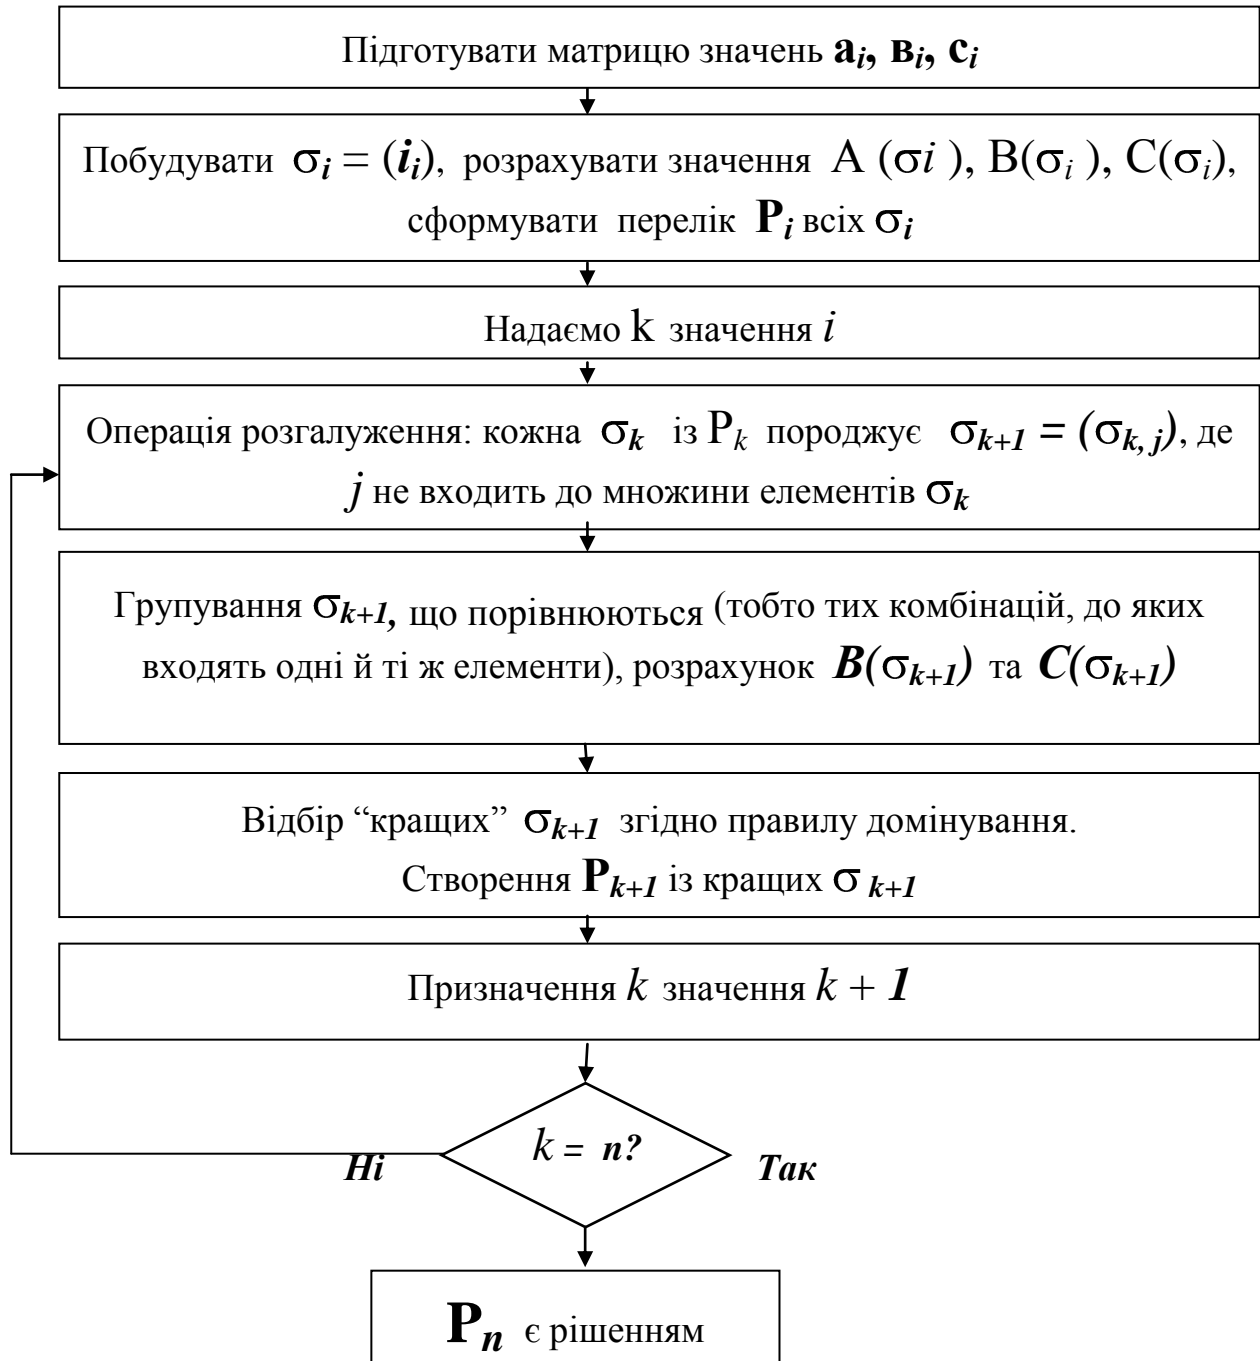 Підготувати матрицю значень аᵢ, вᵢ, сᵢ
Побудувати σᵢ = (iᵢ), розрахувати значення A (σi ), B(σᵢ ), C(σᵢ),
сформувати перелік Pᵢ всіх σᵢ
Надаємо k значення i
Операція розгалуження: кожна σₖ із Pₖ породжує σₖ₊₁ = (σₖ, ⱼ), де
j не входить до множини елементів σₖ
Групування σₖ₊₁, що порівнюються (тобто тих комбінацій, до яких
входять одні й ті ж елементи), розрахунок B(σₖ₊₁) та C(σₖ₊₁)
Відбір “кращих” σₖ₊₁ згідно правилу домінування.
Створення Pₖ₊₁ із кращих σ ₖ₊₁
Призначення k значення k + 1
k = n?
Ні
Так
Pₙ є рішенням